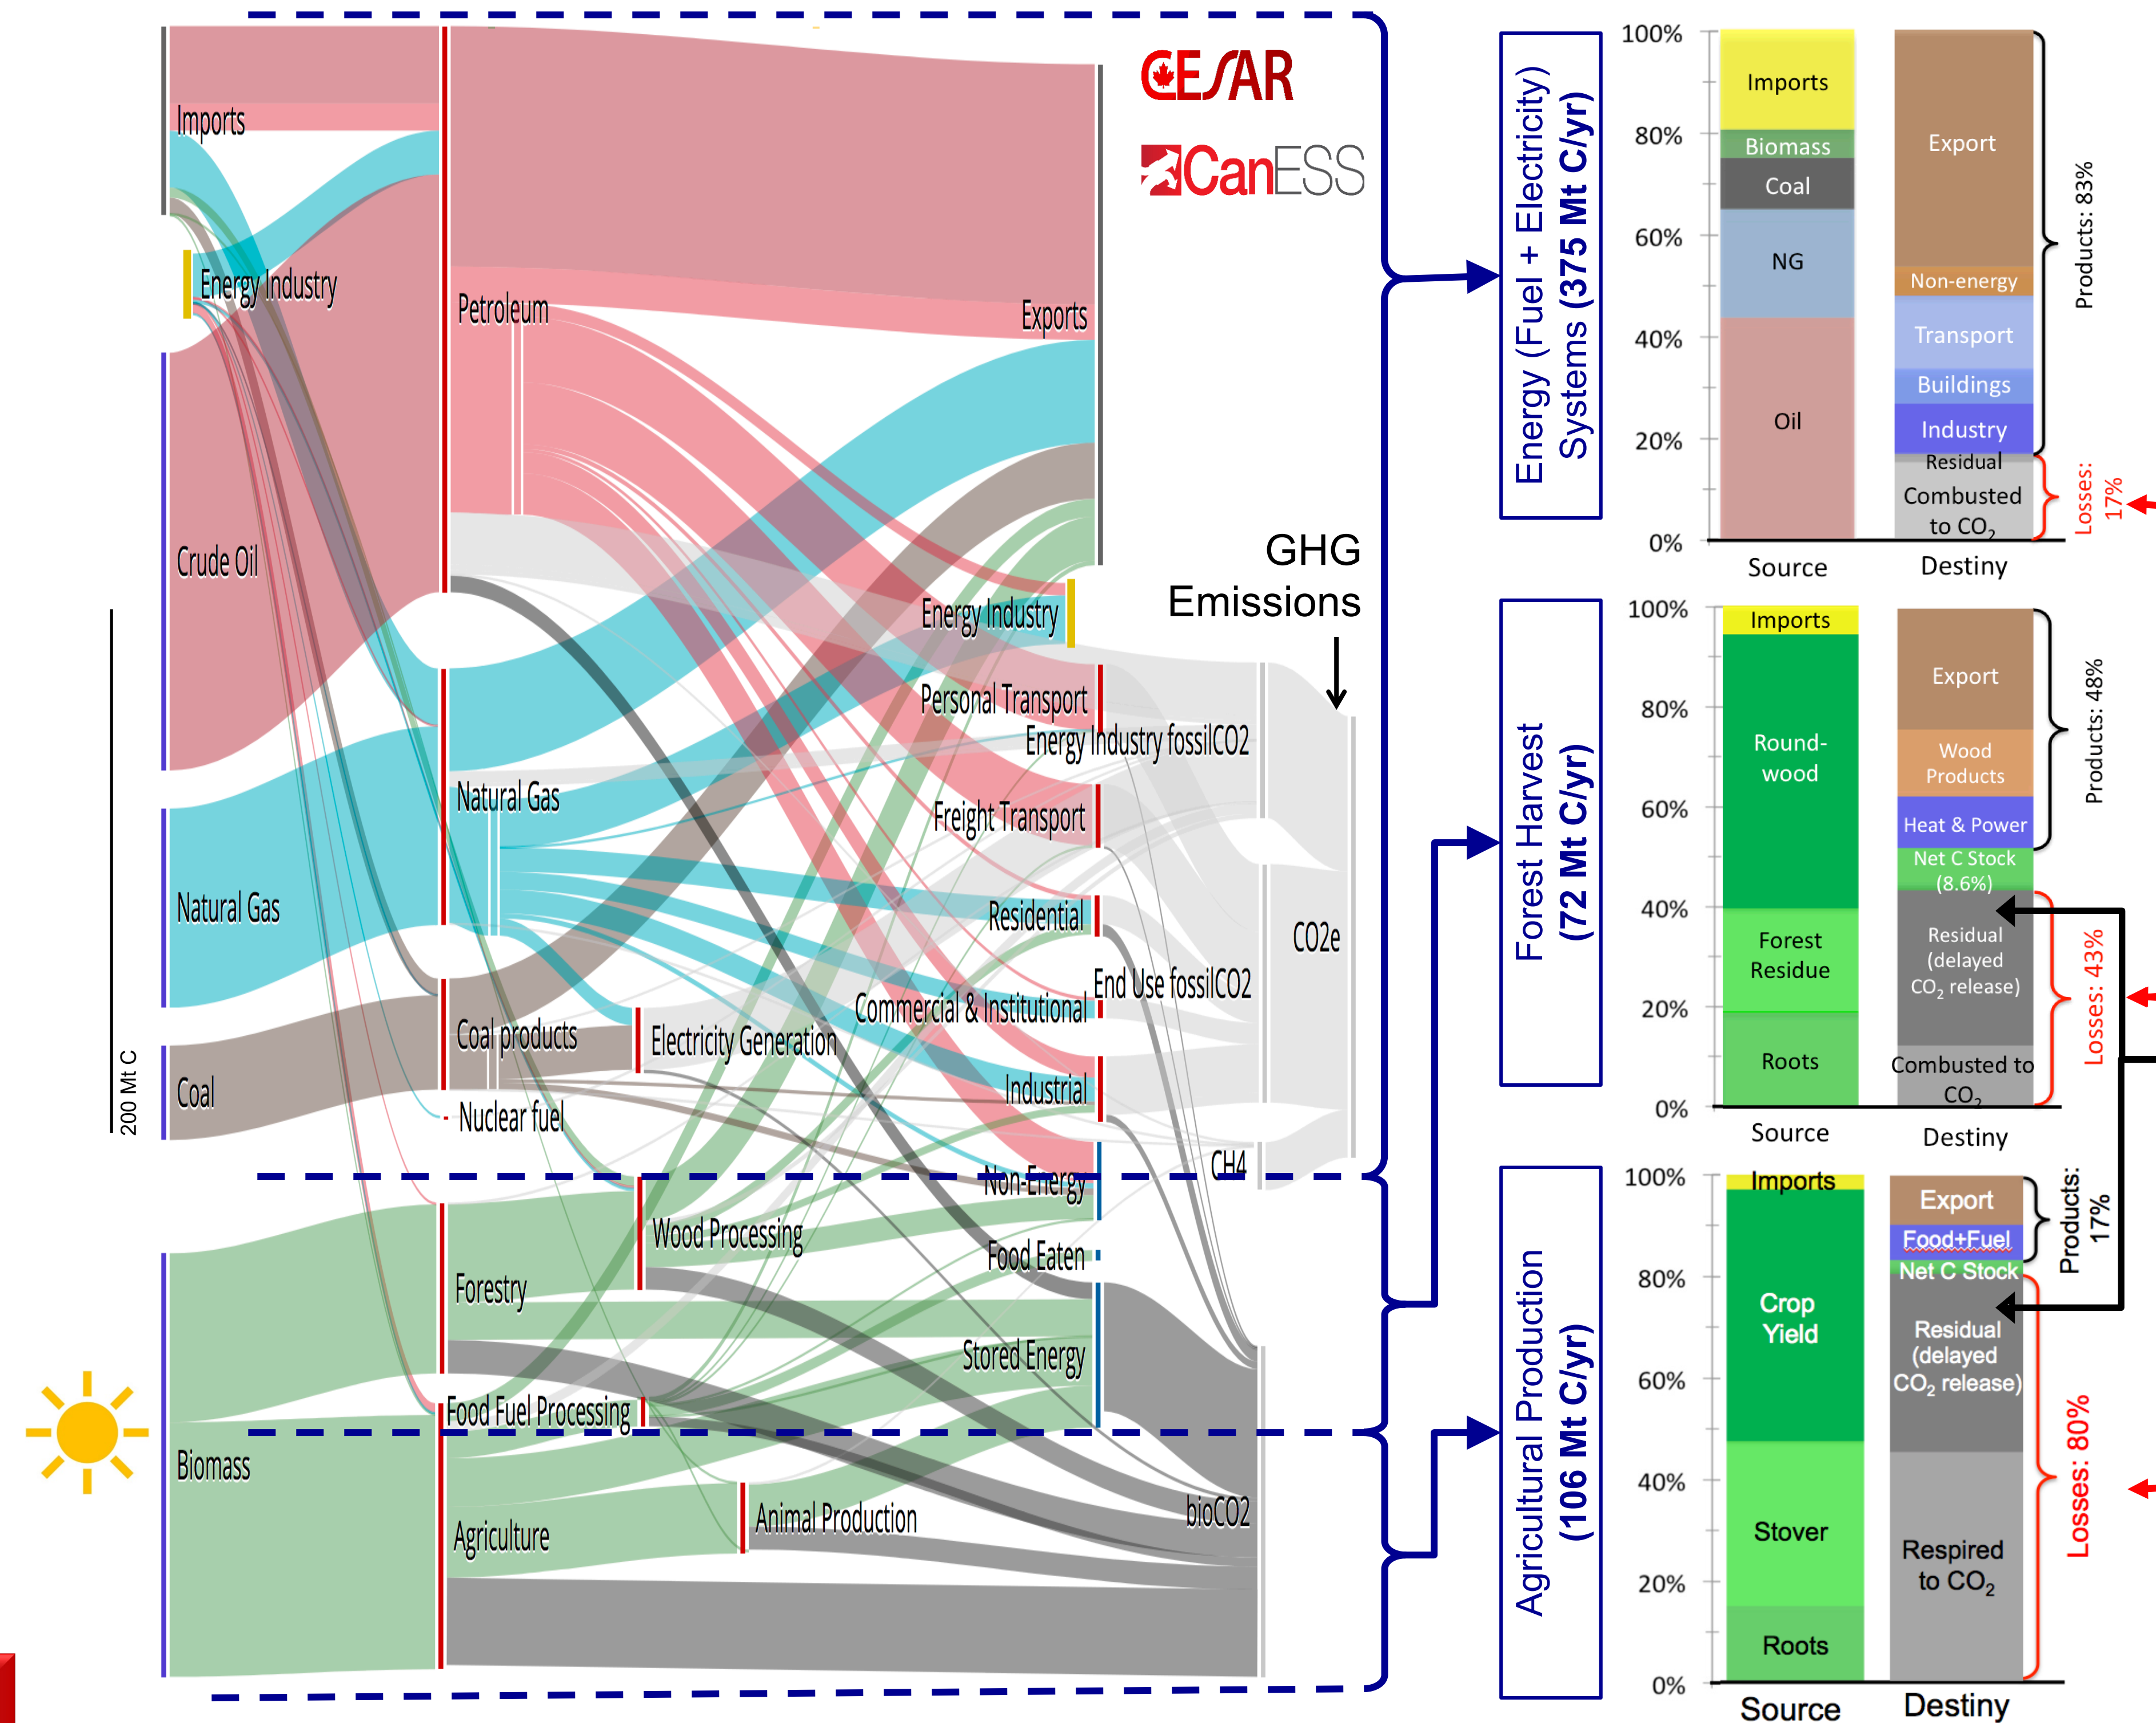 Imports
Energy Industry
Crude Oil
Natural Gas
Coal
Biomass
200 Mt C
Petroleum
Natural Gas
Coal products
Nuclear fuel
Electricity Generation
Forestry
Wood Processing
Food Fuel Processing
Agriculture
Animal Production
CESAR
CanESS
Exports
GHG
Emissions
Energy Industry
Personal Transport
Energy Industry fossilCO2
Freight Transport
Residential
CO2e
End Use fossilCO2
Commercial & Institutional
Industrial
CH4
Non-Energy
Food Eaten
Stored Energy
bioCO2
Energy (Fuel + Electricity)
Systems (375 Mt C/yr)
100%
80%
60%
40%
20%
0%
Imports
Biomass
Coal
NG
Oil
Source
Export
Non-energy
Transport
Buildings
Industry
Residual
Combusted
to CO2
Destiny
Products: 83%
Losses:
17%
Forest Harvest
(72 Mt C/yr)
100%
80%
60%
40%
20%
0%
Imports
Round-
wood
Forest
Residue
Roots
Source
Export
Wood
Products
Heat & Power
Net C Stock
(8.6%)
Residual
(delayed
CO2 release)
Combusted to
CO2
Destiny
Products: 48%
Losses: 43%
Agricultural Production
(106 Mt C/yr)
100%
80%
60%
40%
20%
0%
Imports
Crop
Yield
Stover
Roots
Source
Export
Food+Fuel
Net C Stock
Residual
(delayed
CO2 release)
Respired
to CO2
Destiny
Products:
17%
Losses: 80%